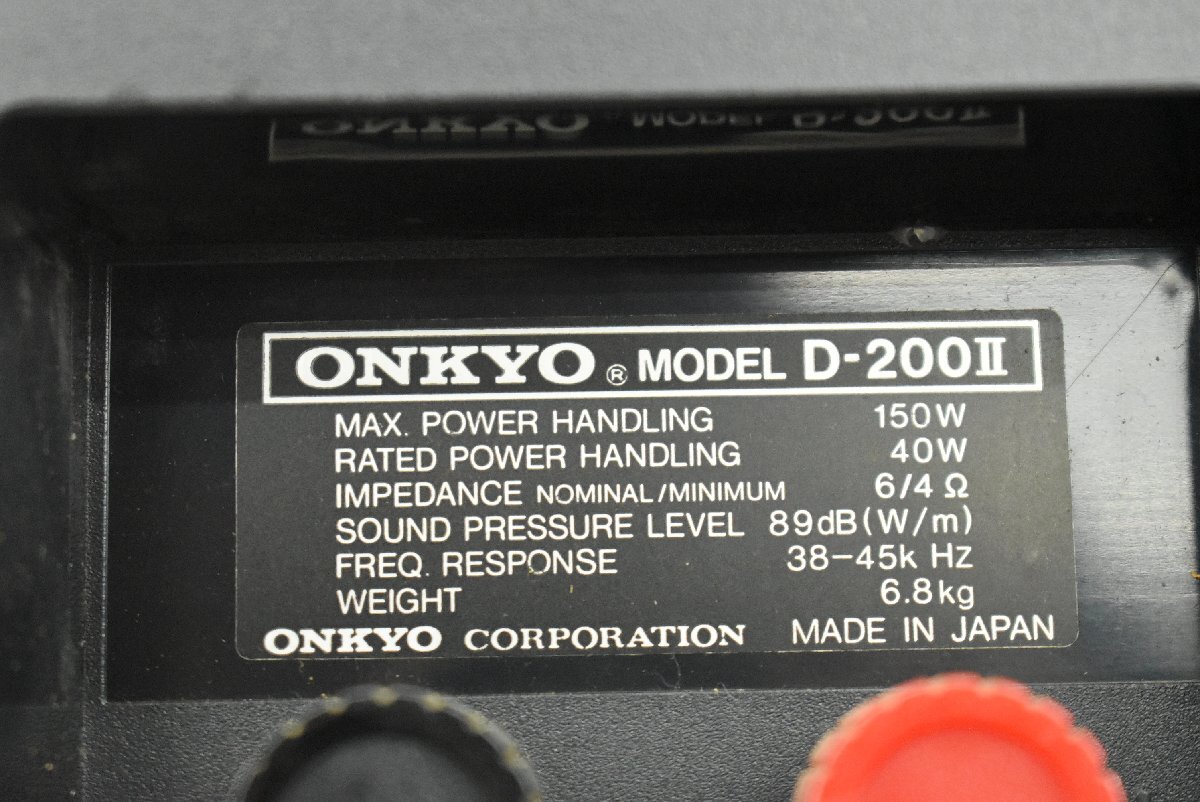 ONKYO ® MODEL D-200II
MAX. POWER HANDLING 150W
RATED POWER HANDLING 40W
IMPEDANCE NOMINAL/MINIMUM 6/4 Ω
SOUND PRESSURE LEVEL 89dB(W/m)
FREQ. RESPONSE 38-45k Hz
WEIGHT 6.8kg
ONKYO CORPORATION MADE IN JAPAN